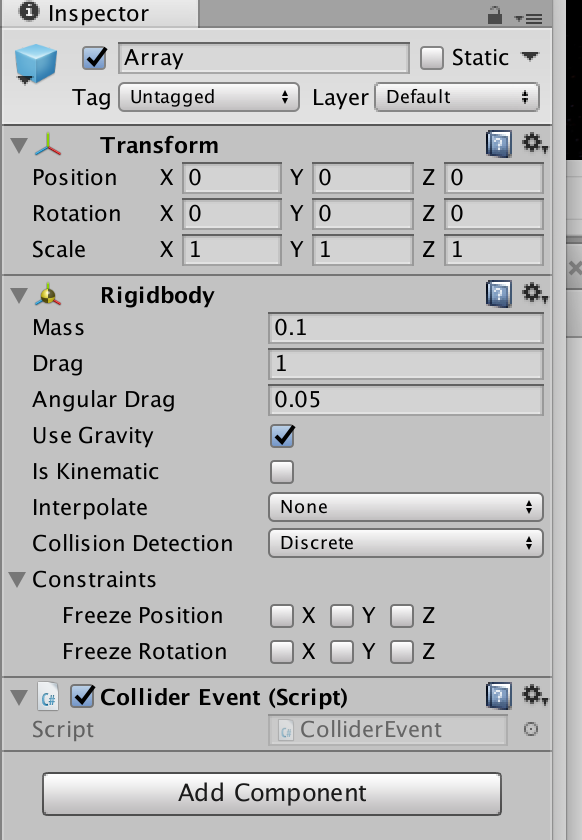 Inspector
Array Static
Tag Untagged Layer Default
Transform
Position X 0 Y 0 Z 0
Rotation X 0 Y 0 Z 0
Scale X 1 Y 1 Z 1
Rigidbody
Mass 0.1
Drag 1
Angular Drag 0.05
Use Gravity
Is Kinematic
Interpolate None
Collision Detection Discrete
Constraints
Freeze Position X Y Z
Freeze Rotation X Y Z
C# Collider Event (Script)
Script C# ColliderEvent
Add Component